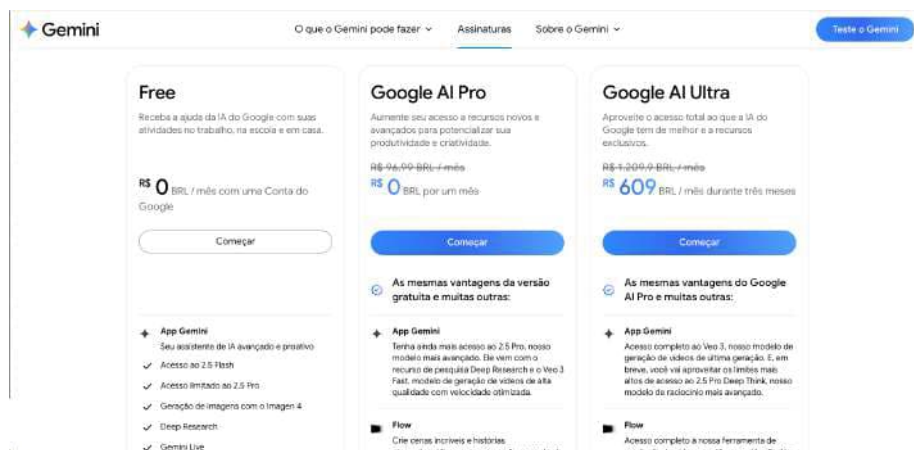 Gemini
O que o Gemini pode fazer
Assinaturas
Sobre o Gemini
Teste o Gemini
Free
Receba a ajuda da IA do Google com suas
atividades no trabalho, na escola e em casa.
R$ 0 BRL / mês com uma Conta do
Google
Começar
App Gemini
Seu assistente de IA avançado e proativo
Acesso ao 2.5 Flash
Acesso limitado ao 2.5 Pro
Geração de imagens com o Imagen 4
Deep Research
Gemini Live
Google AI Pro
Aumente seu acesso a recursos novos e
avançados para potencializar sua
produtividade e criatividade.
R$ 96,99 BRL / mês
R$ 0 BRL por um mês
Começar
As mesmas vantagens da versão
gratuita e muitas outras:
App Gemini
Tenha ainda mais acesso ao 2.5 Pro, nosso
modelo mais avançado. Ele vem com o
recurso de pesquisa Deep Research e o Veo 3
Fast, modelo de geração de vídeos de alta
qualidade com velocidade otimizada.
Flow
Crie cenas incríveis e histórias
Google AI Ultra
Aproveite o acesso total ao que a IA do
Google tem de melhor e a recursos
exclusivos.
R$ 1.209,9 BRL / mês
R$ 609 BRL / mês durante três meses
Começar
As mesmas vantagens do Google
AI Pro e muitas outras:
App Gemini
Acesso completo ao Veo 3, nosso modelo de
geração de vídeos de última geração. E, em
breve, você vai aproveitar os limites mais
altos de acesso ao 2.5 Pro Deep Think, nosso
modelo de raciocínio mais avançado.
Flow
Acesso completo à nossa ferramenta de